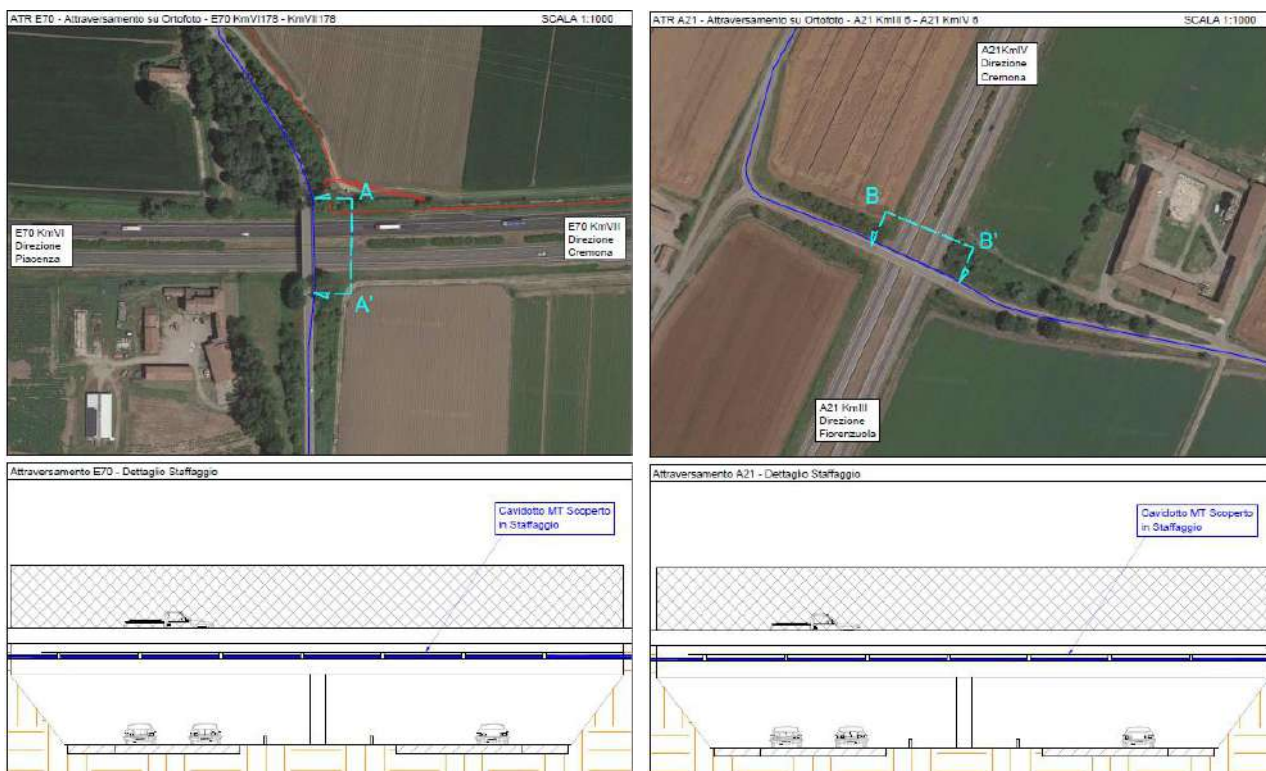 ATR E70 - Attraversamento su Ortofoto - E70 KmVI178 - KmVII178
SCALA 1:1000
A
E70 KmVI
Direzione
Piacenza
E70 KmVII
Direzione
Cremona
A'
ATR A21 - Attraversamento su Ortofoto - A21 KmIII 6 - A21 KmIV 6
SCALA 1:1000
A21KmIV
Direzione
Cremona
B
B'
A21 KmIII
Direzione
Fiorenzuola
Attraversamento E70 - Dettaglio Staffaggio
Cavidotto MT Scoperto
in Staffaggio
Attraversamento A21 - Dettaglio Staffaggio
Cavidotto MT Scoperto
in Staffaggio